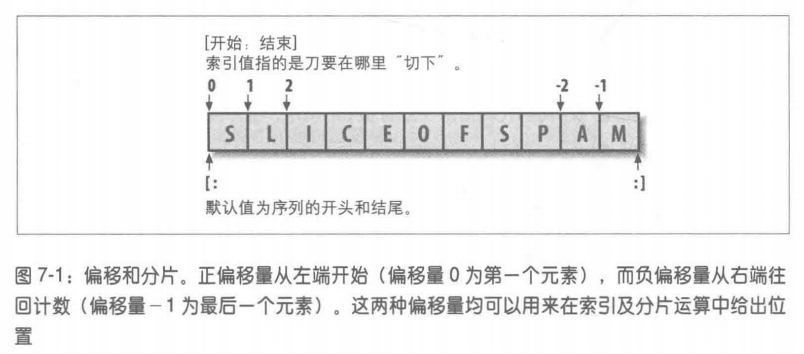 [开始：结束]
索引值指的是刀要在哪里“切下”。
0 1 2 -2 -1
S L I C E O F S P A M
[: :]
默认值为序列的开头和结尾。
图 7-1：偏移和分片。正偏移量从左端开始（偏移量 0 为第一个元素），而负偏移量从右端往
回计数（偏移量－1 为最后一个元素）。这两种偏移量均可以用来在索引及分片运算中给出位
置